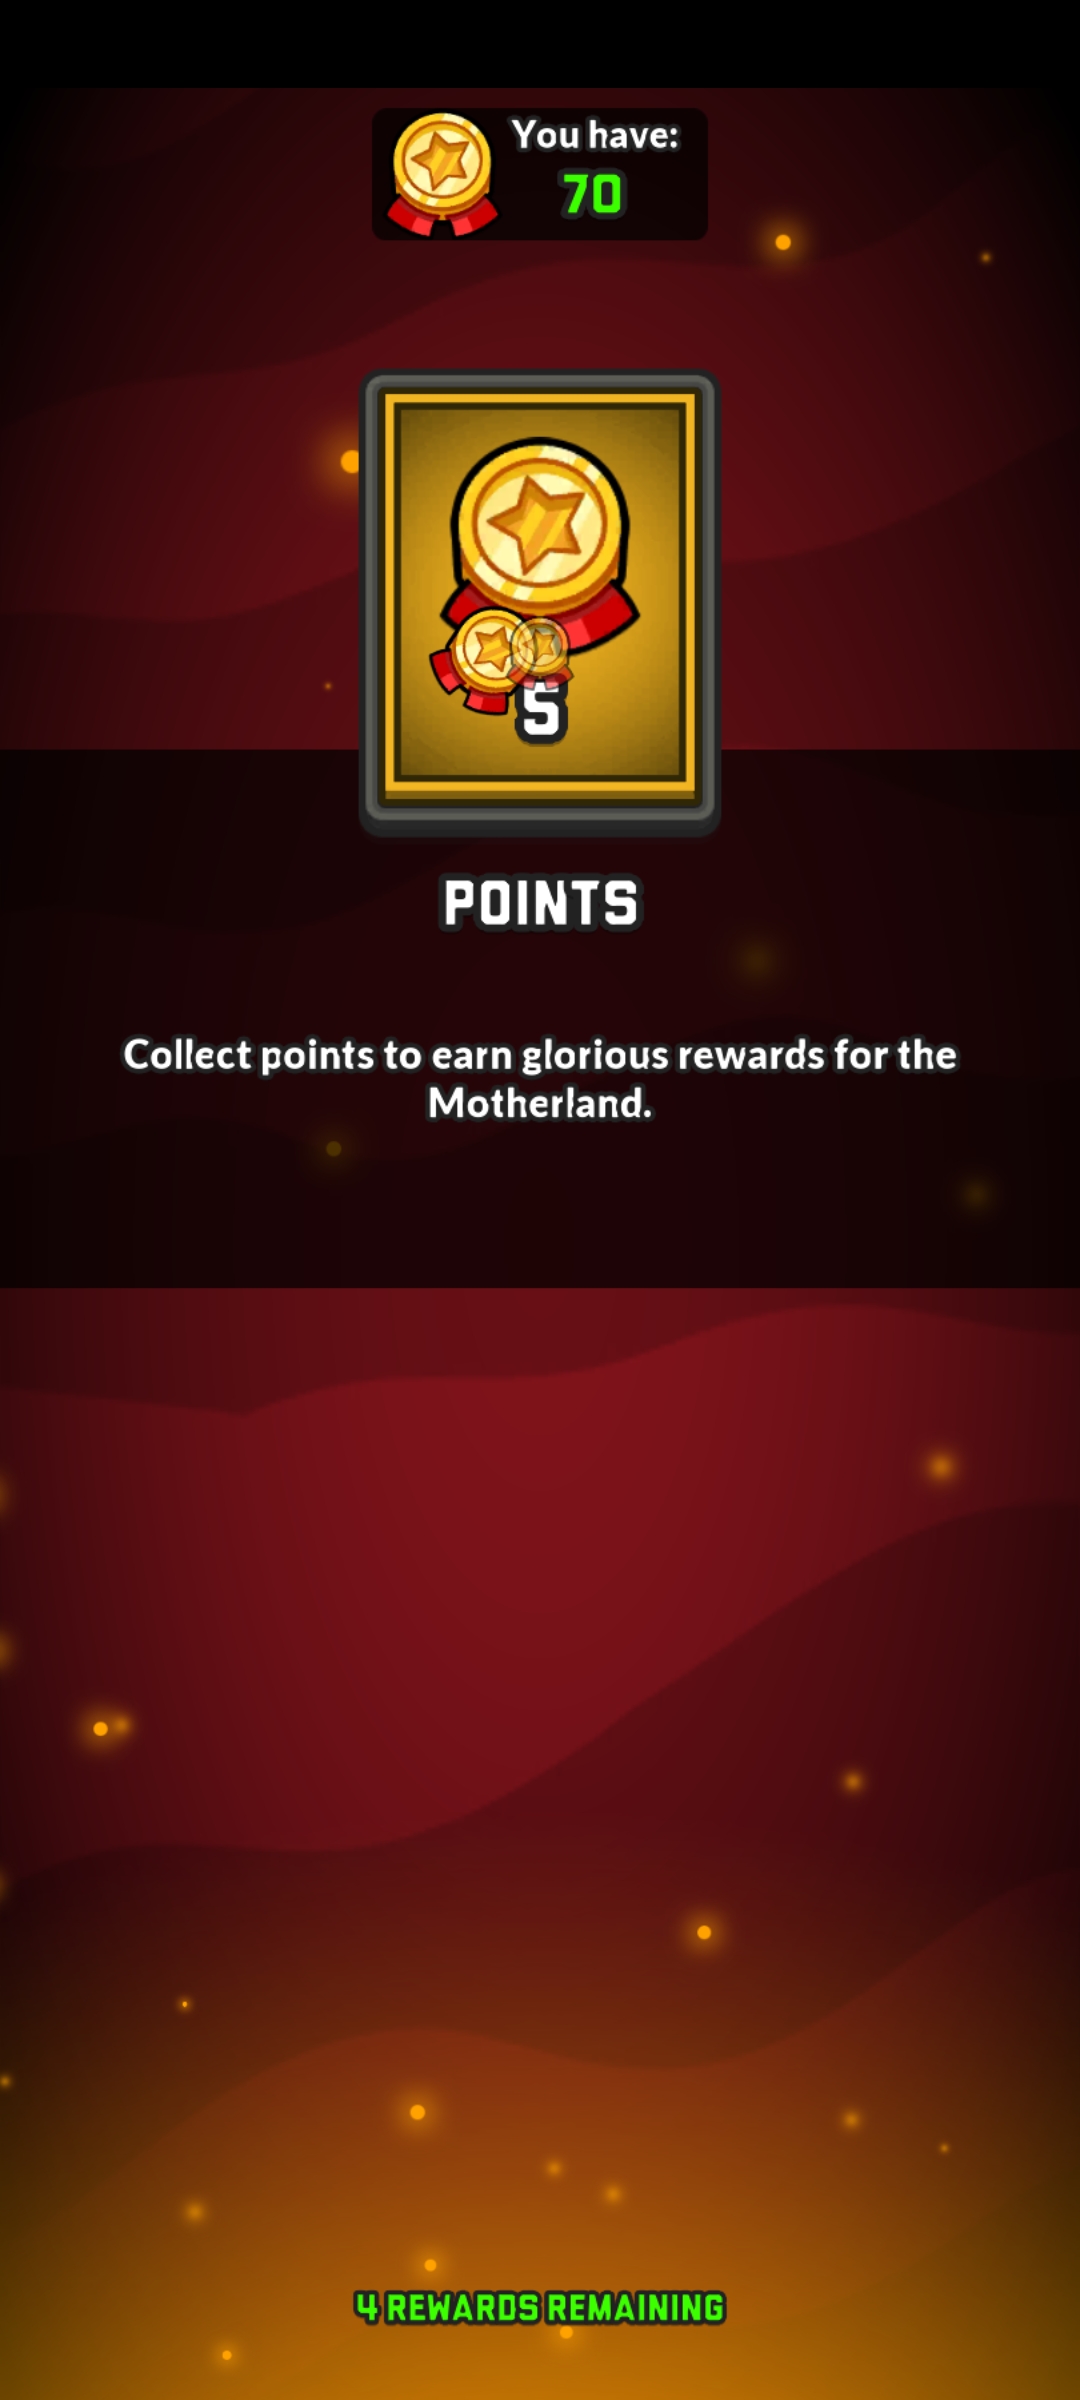 You have:
70
5
POINTS
Collect points to earn glorious rewards for the
Motherland.
4 REWARDS REMAINING